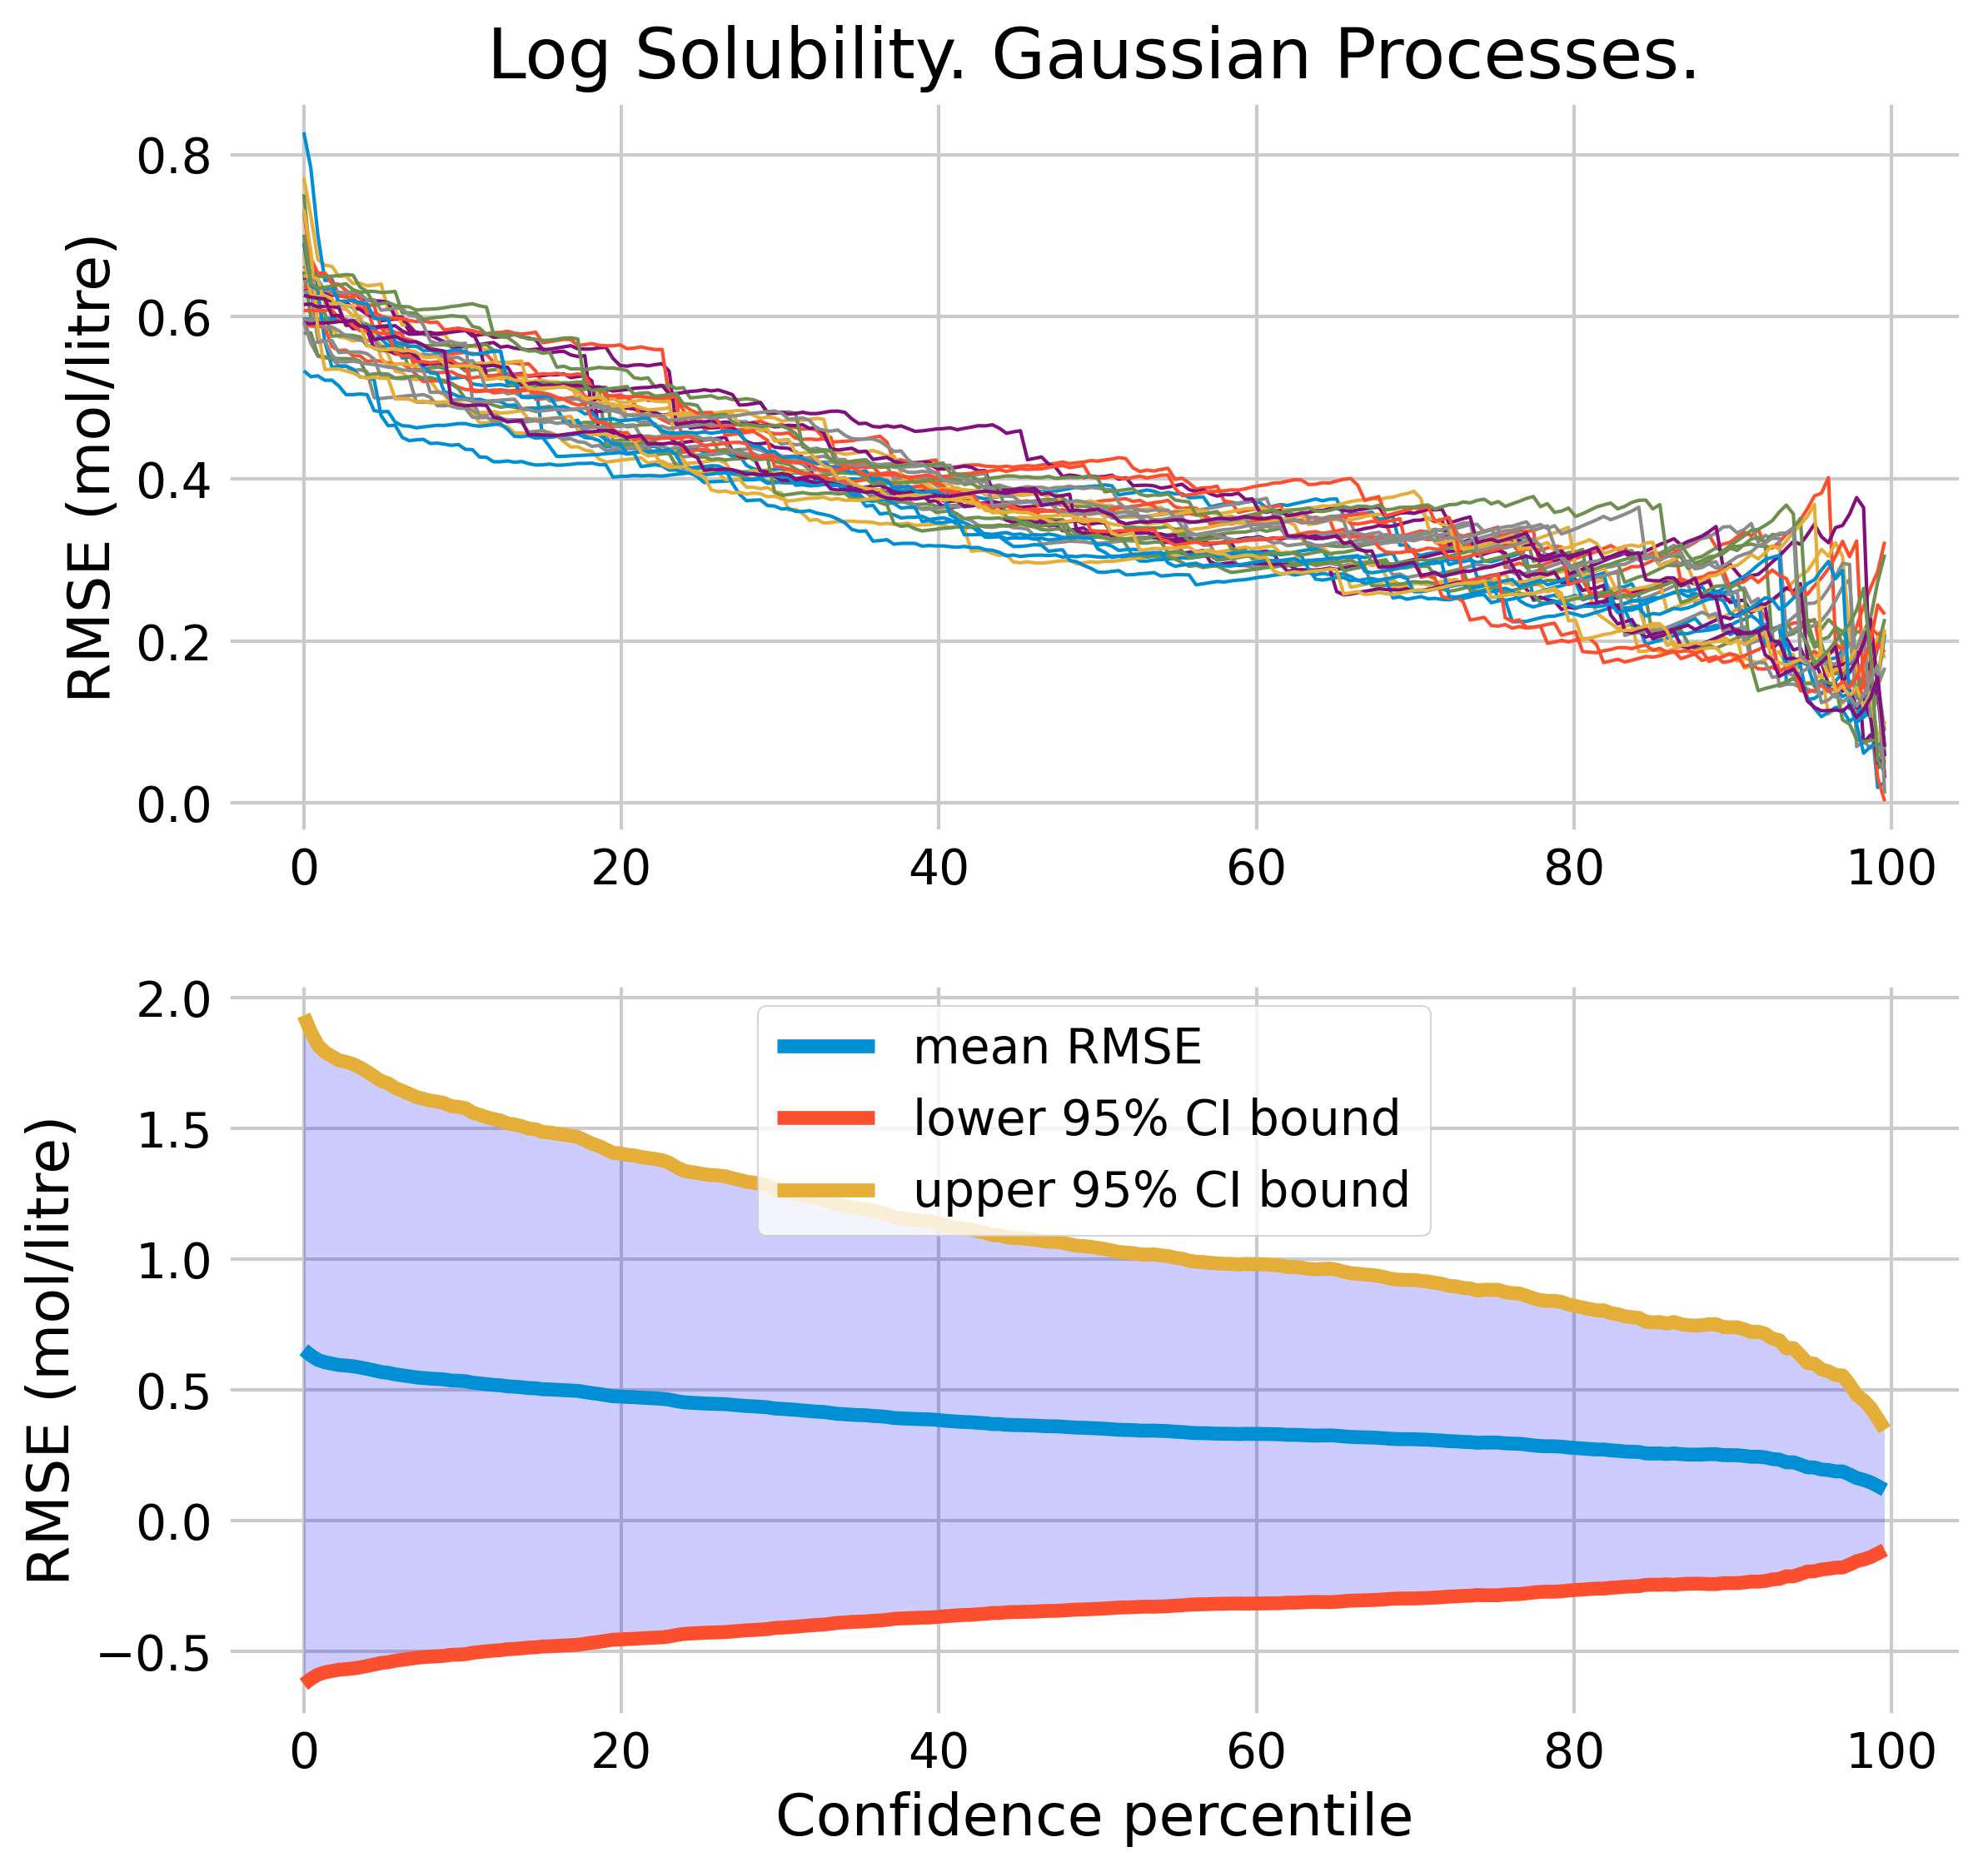 Log Solubility. Gaussian Processes.
RMSE (mol/litre)
0.8
0.6
0.4
0.2
0.0
0 20 40 60 80 100
RMSE (mol/litre)
2.0
1.5
1.0
0.5
0.0
−0.5
mean RMSE
lower 95% CI bound
upper 95% CI bound
0 20 40 60 80 100
Confidence percentile